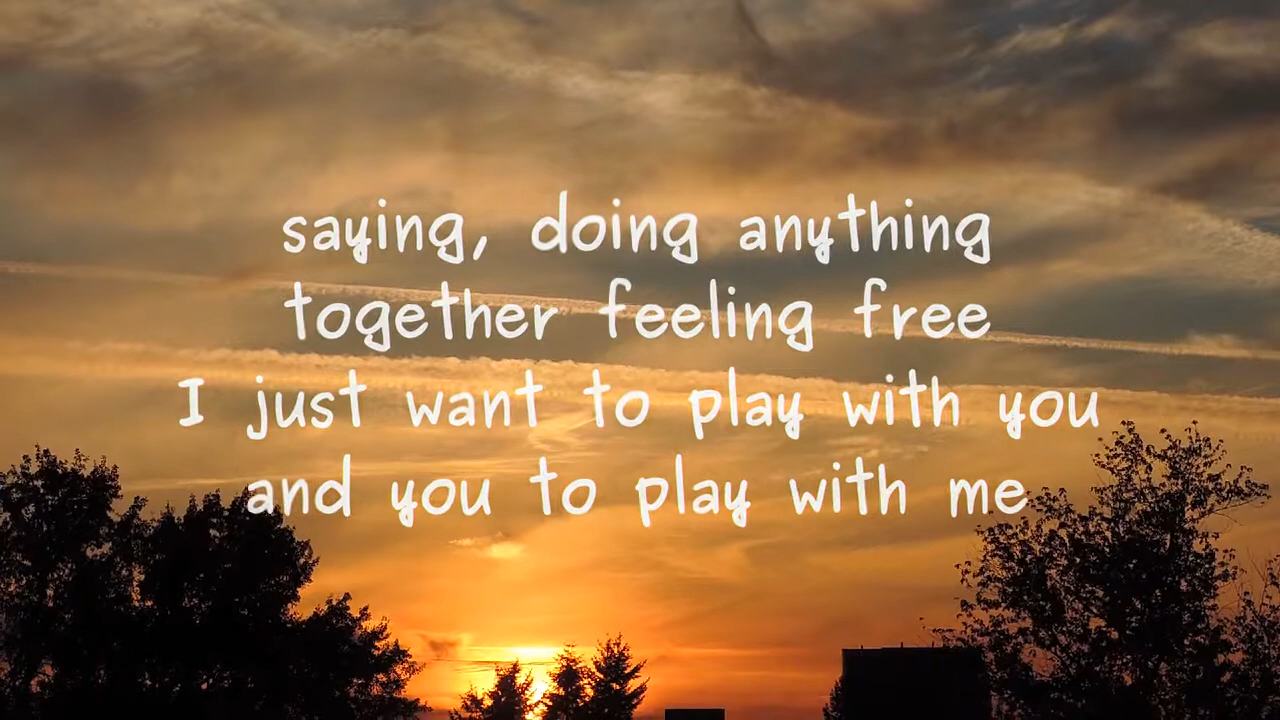 saying, doing anything
together feeling free
I just want to play with you
and you to play with me